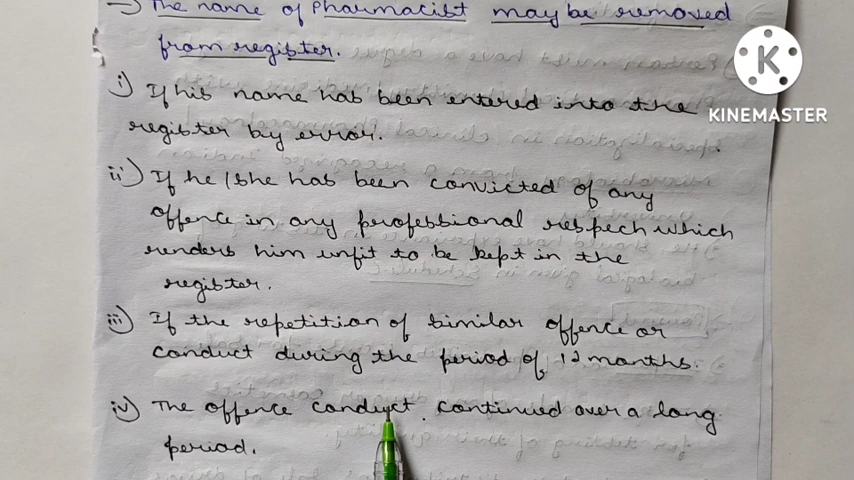 → The name of Pharmacist may be removed
from register.
i) If his name has been entered into the
register by error.
ii) If he/she has been convicted of any
offence in any professional respech which
renders him unfit to be kept in the
register.
iii) If the repetition of similar offence or
conduct during the period of 12 months.
iv) The offence conduct continued over a long
period.
K
KINEMASTER